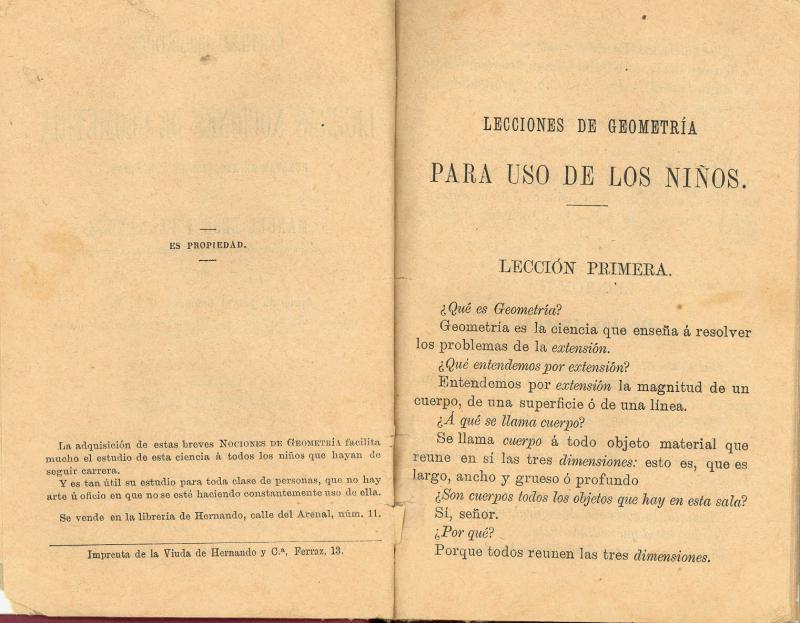 ES PROPIEDAD.
La adquisición de estas breves NOCIONES DE GEOMETRÍA facilita
mucho el estudio de esta ciencia á todos los niños que hayan de
seguir carrera.
Y es tan útil su estudio para toda clase de personas, que no hay
arte ú oficio en que no se esté haciendo constantemente uso de ella.
Se vende en la librería de Hernando, calle del Arenal, núm. 11.
Imprenta de la Viuda de Hernando y C.ª, Ferraz, 13.
LECCIONES DE GEOMETRÍA
PARA USO DE LOS NIÑOS.
LECCIÓN PRIMERA.
¿Qué es Geometría?
Geometría es la ciencia que enseña á resolver
los problemas de la extensión.
¿Qué entendemos por extensión?
Entendemos por extensión la magnitud de un
cuerpo, de una superficie ó de una línea.
¿Á qué se llama cuerpo?
Se llama cuerpo á todo objeto material que
reune en sí las tres dimensiones: esto es, que es
largo, ancho y grueso ó profundo
¿Son cuerpos todos los objetos que hay en esta sala?
Sí, señor.
¿Por qué?
Porque todos reunen las tres dimensiones.